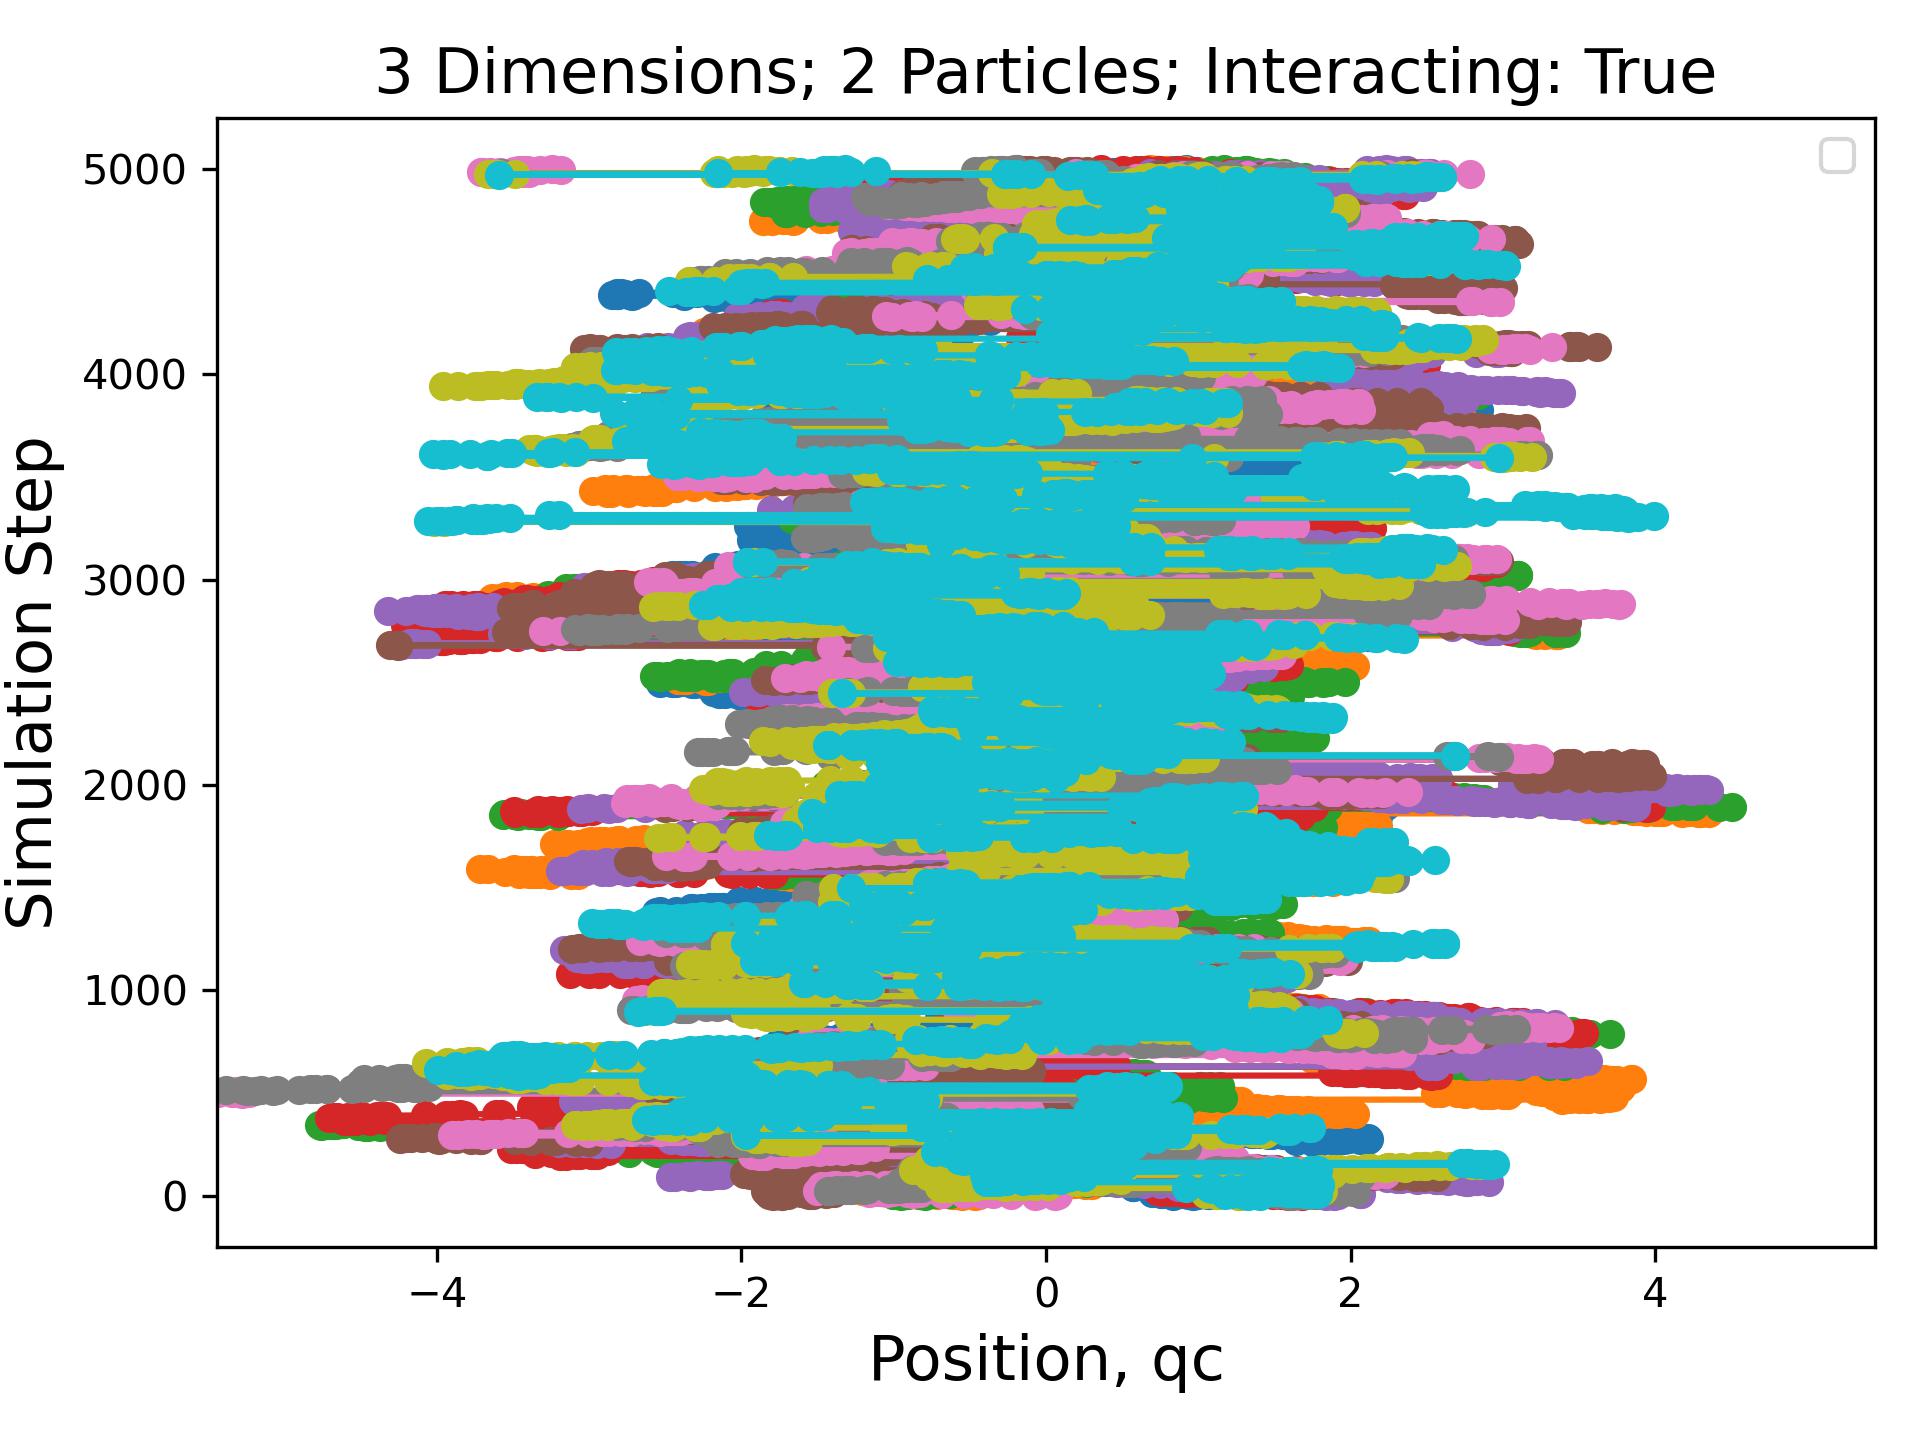 3 Dimensions; 2 Particles; Interacting: True
Simulation Step
5000
4000
3000
2000
1000
0
−4 −2 0 2 4
Position, qc